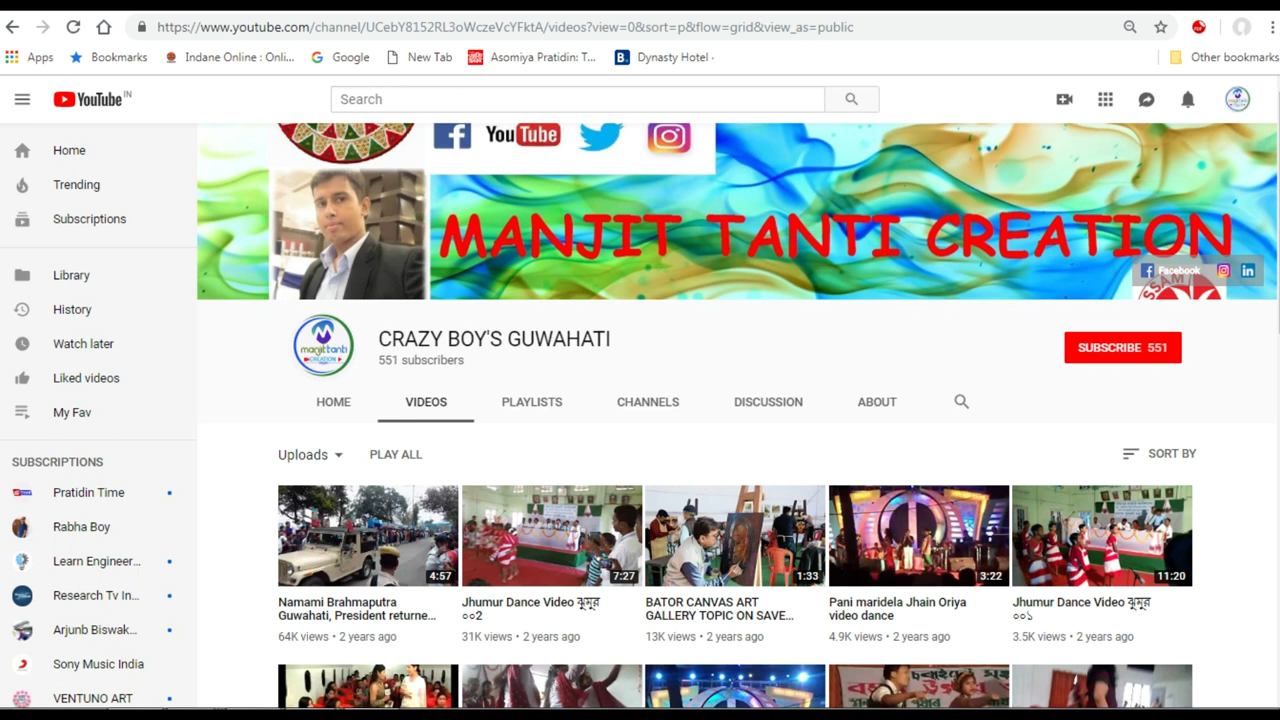 https://www.youtube.com/channel/UCebY8152RL3oWczeVcYFktA/videos?view=0&sort=p&flow=grid&view_as=public
Apps Bookmarks Indane Online : Onli... Google New Tab Asomiya Pratidin: T... Dynasty Hotel · Other bookmarks
YouTube IN
Search
Home
Trending
Subscriptions
Library
History
Watch later
Liked videos
My Fav
SUBSCRIPTIONS
Pratidin Time
Rabha Boy
Learn Engineer...
Research Tv In...
Arjunb Biswak...
Sony Music India
VENTUNO ART
YouTube
MANJIT TANTI CREATION
Facebook
SSAM
manjit tanti
CREATION
CRAZY BOY'S GUWAHATI
551 subscribers
SUBSCRIBE 551
HOME VIDEOS PLAYLISTS CHANNELS DISCUSSION ABOUT
Uploads PLAY ALL SORT BY
4:57
Namami Brahmaputra
Guwahati, President returne...
64K views • 2 years ago
7:27
Jhumur Dance Video ঝুমুর
০০2
31K views • 2 years ago
1:33
BATOR CANVAS ART
GALLERY TOPIC ON SAVE...
13K views • 2 years ago
3:22
Pani maridela Jhain Oriya
video dance
4.9K views • 2 years ago
11:20
Jhumur Dance Video ঝুমুর
০০১
3.5K views • 2 years ago